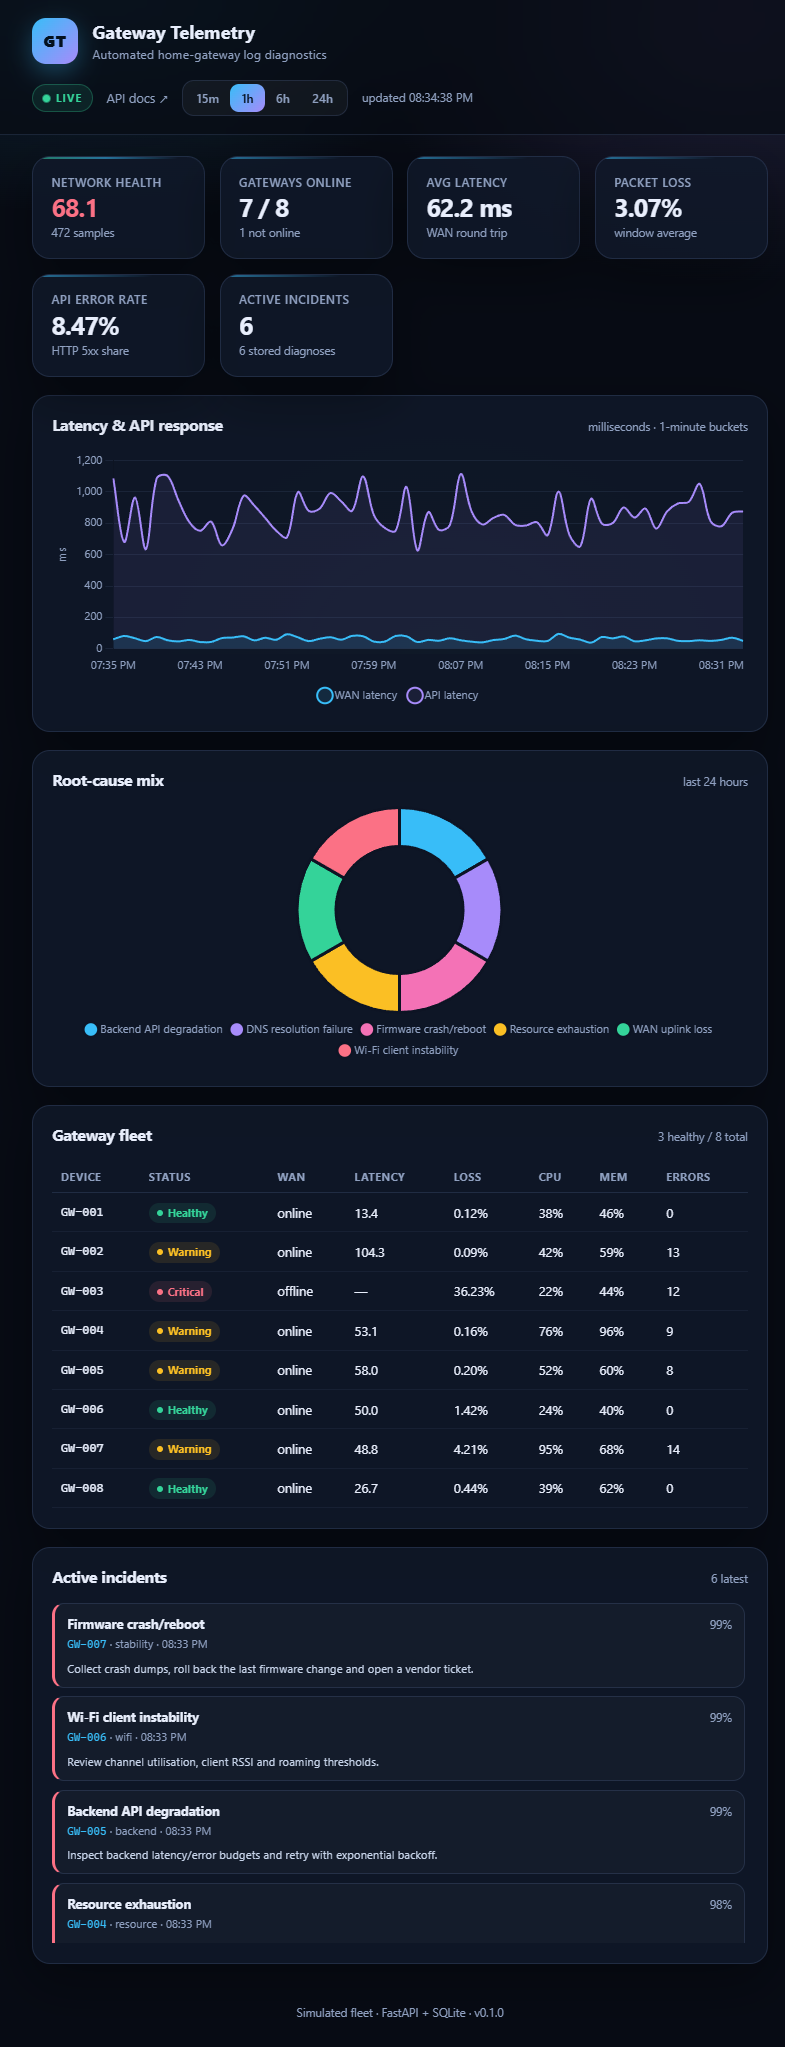 GT
Gateway Telemetry
Automated home-gateway log diagnostics
LIVE API docs ↗ 15m 1h 6h 24h updated 08:34:38 PM
NETWORK HEALTH GATEWAYS ONLINE AVG LATENCY PACKET LOSS
68.1 7 / 8 62.2 ms 3.07%
472 samples 1 not online WAN round trip window average
API ERROR RATE ACTIVE INCIDENTS
8.47% 6
HTTP 5xx share 6 stored diagnoses
Latency & API response milliseconds · 1-minute buckets
1,200
1,000
800
600
ms
400
200
0
07:35 PM 07:43 PM 07:51 PM 07:59 PM 08:07 PM 08:15 PM 08:23 PM 08:31 PM
WAN latency API latency
Root-cause mix last 24 hours
Backend API degradation DNS resolution failure Firmware crash/reboot Resource exhaustion WAN uplink loss
Wi-Fi client instability
Gateway fleet 3 healthy / 8 total
DEVICE STATUS WAN LATENCY LOSS CPU MEM ERRORS
GW-001 Healthy online 13.4 0.12% 38% 46% 0
GW-002 Warning online 104.3 0.09% 42% 59% 13
GW-003 Critical offline — 36.23% 22% 44% 12
GW-004 Warning online 53.1 0.16% 76% 96% 9
GW-005 Warning online 58.0 0.20% 52% 60% 8
GW-006 Healthy online 50.0 1.42% 24% 40% 0
GW-007 Warning online 48.8 4.21% 95% 68% 14
GW-008 Healthy online 26.7 0.44% 39% 62% 0
Active incidents 6 latest
Firmware crash/reboot 99%
GW-007 · stability · 08:33 PM
Collect crash dumps, roll back the last firmware change and open a vendor ticket.
Wi-Fi client instability 99%
GW-006 · wifi · 08:33 PM
Review channel utilisation, client RSSI and roaming thresholds.
Backend API degradation 99%
GW-005 · backend · 08:33 PM
Inspect backend latency/error budgets and retry with exponential backoff.
Resource exhaustion 98%
GW-004 · resource · 08:33 PM
Simulated fleet · FastAPI + SQLite · v0.1.0